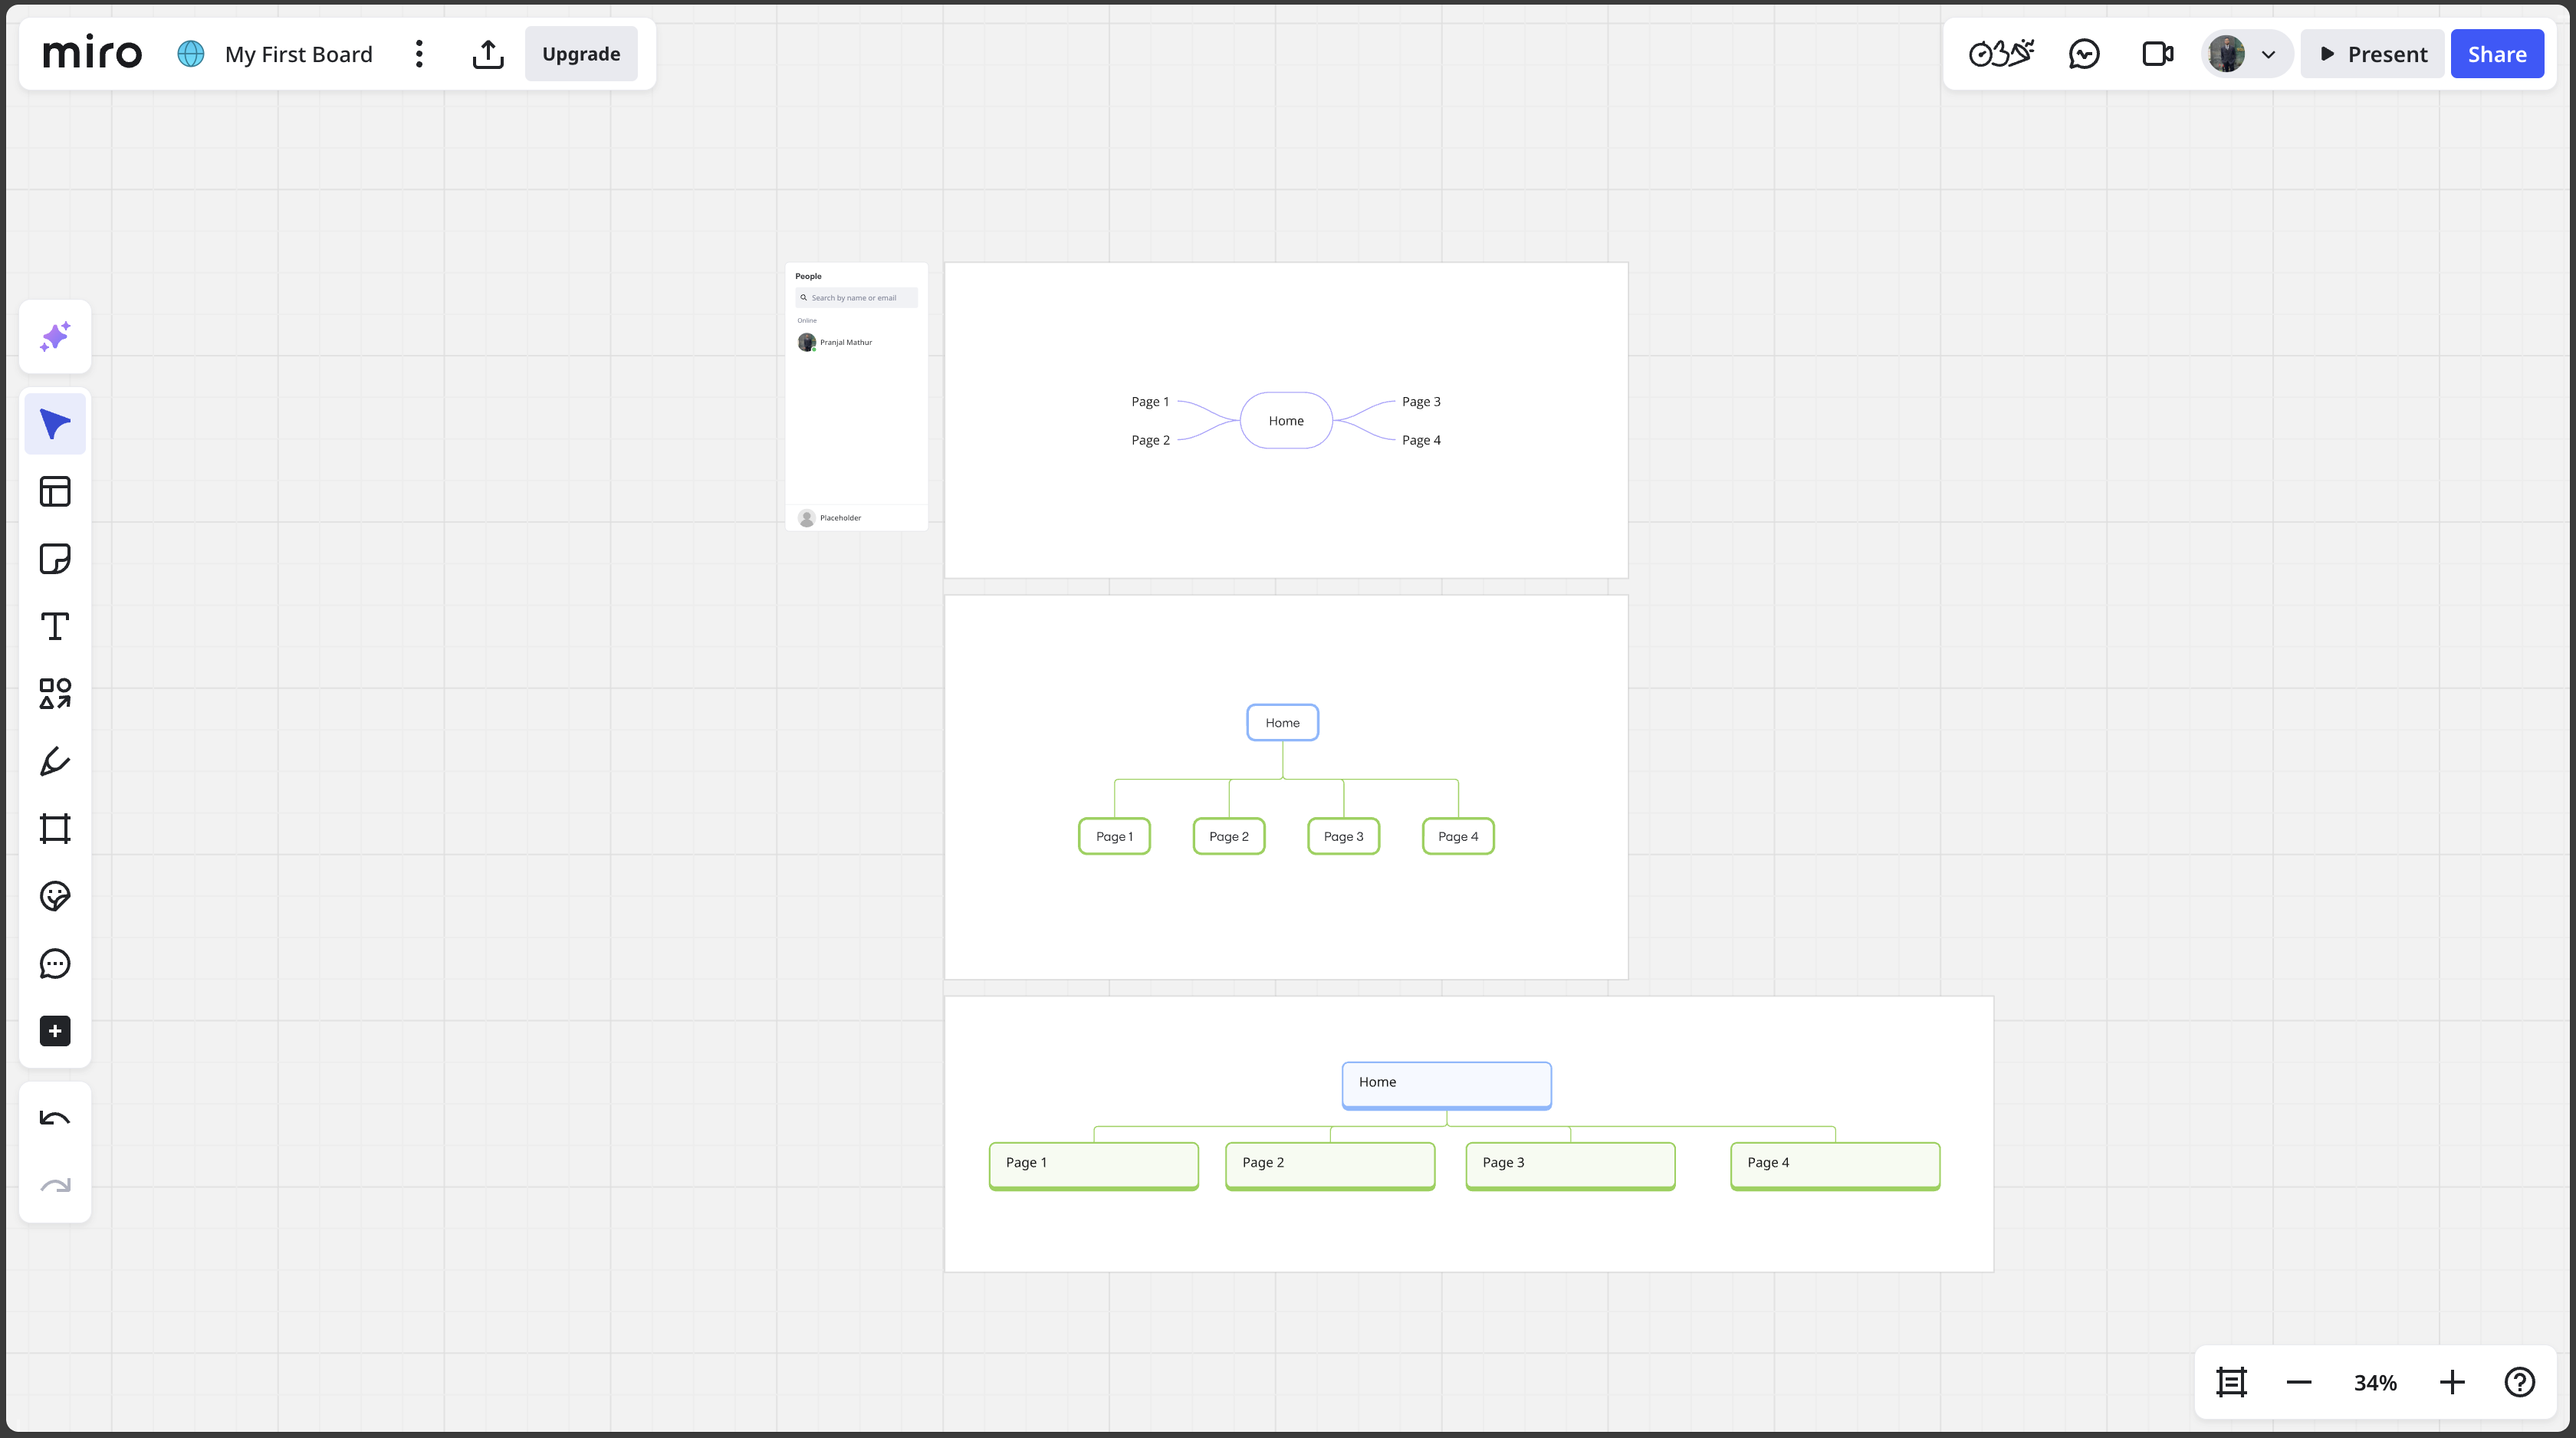 miro My First Board Upgrade
Present Share
People
Search by name or email
Online
Pranjal Mathur
Placeholder
Page 1 Home Page 3
Page 2 Page 4
Home
Page 1 Page 2 Page 3 Page 4
Home
Page 1 Page 2 Page 3 Page 4
34%